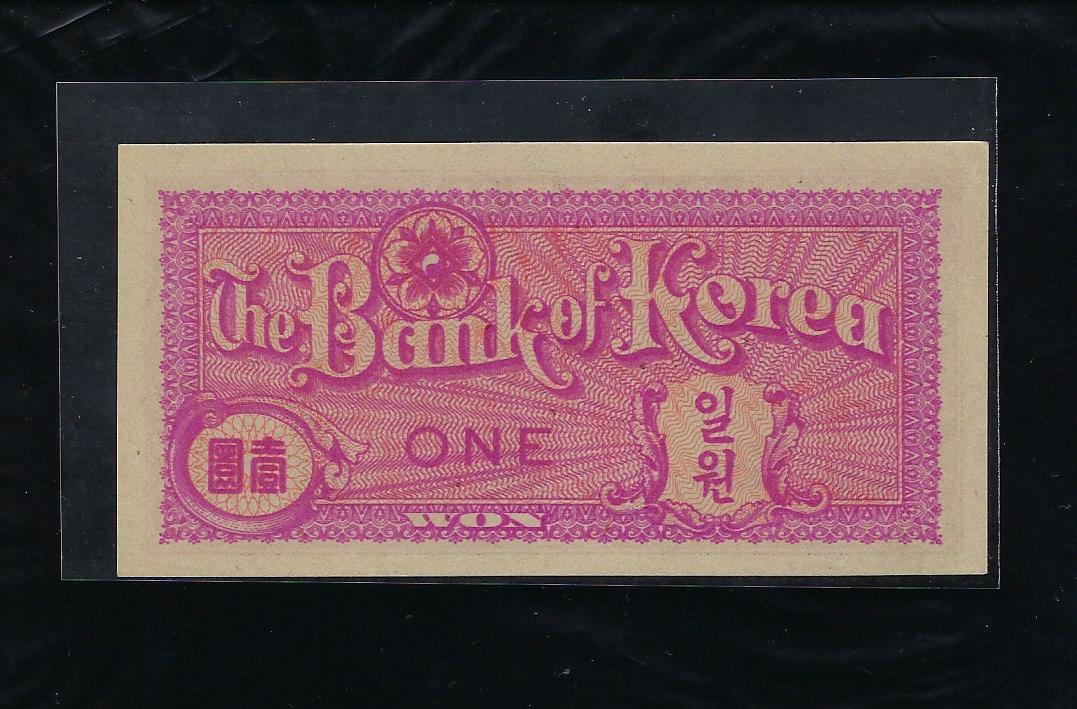 The Bank of Korea
圓壹
ONE
일
원
WON